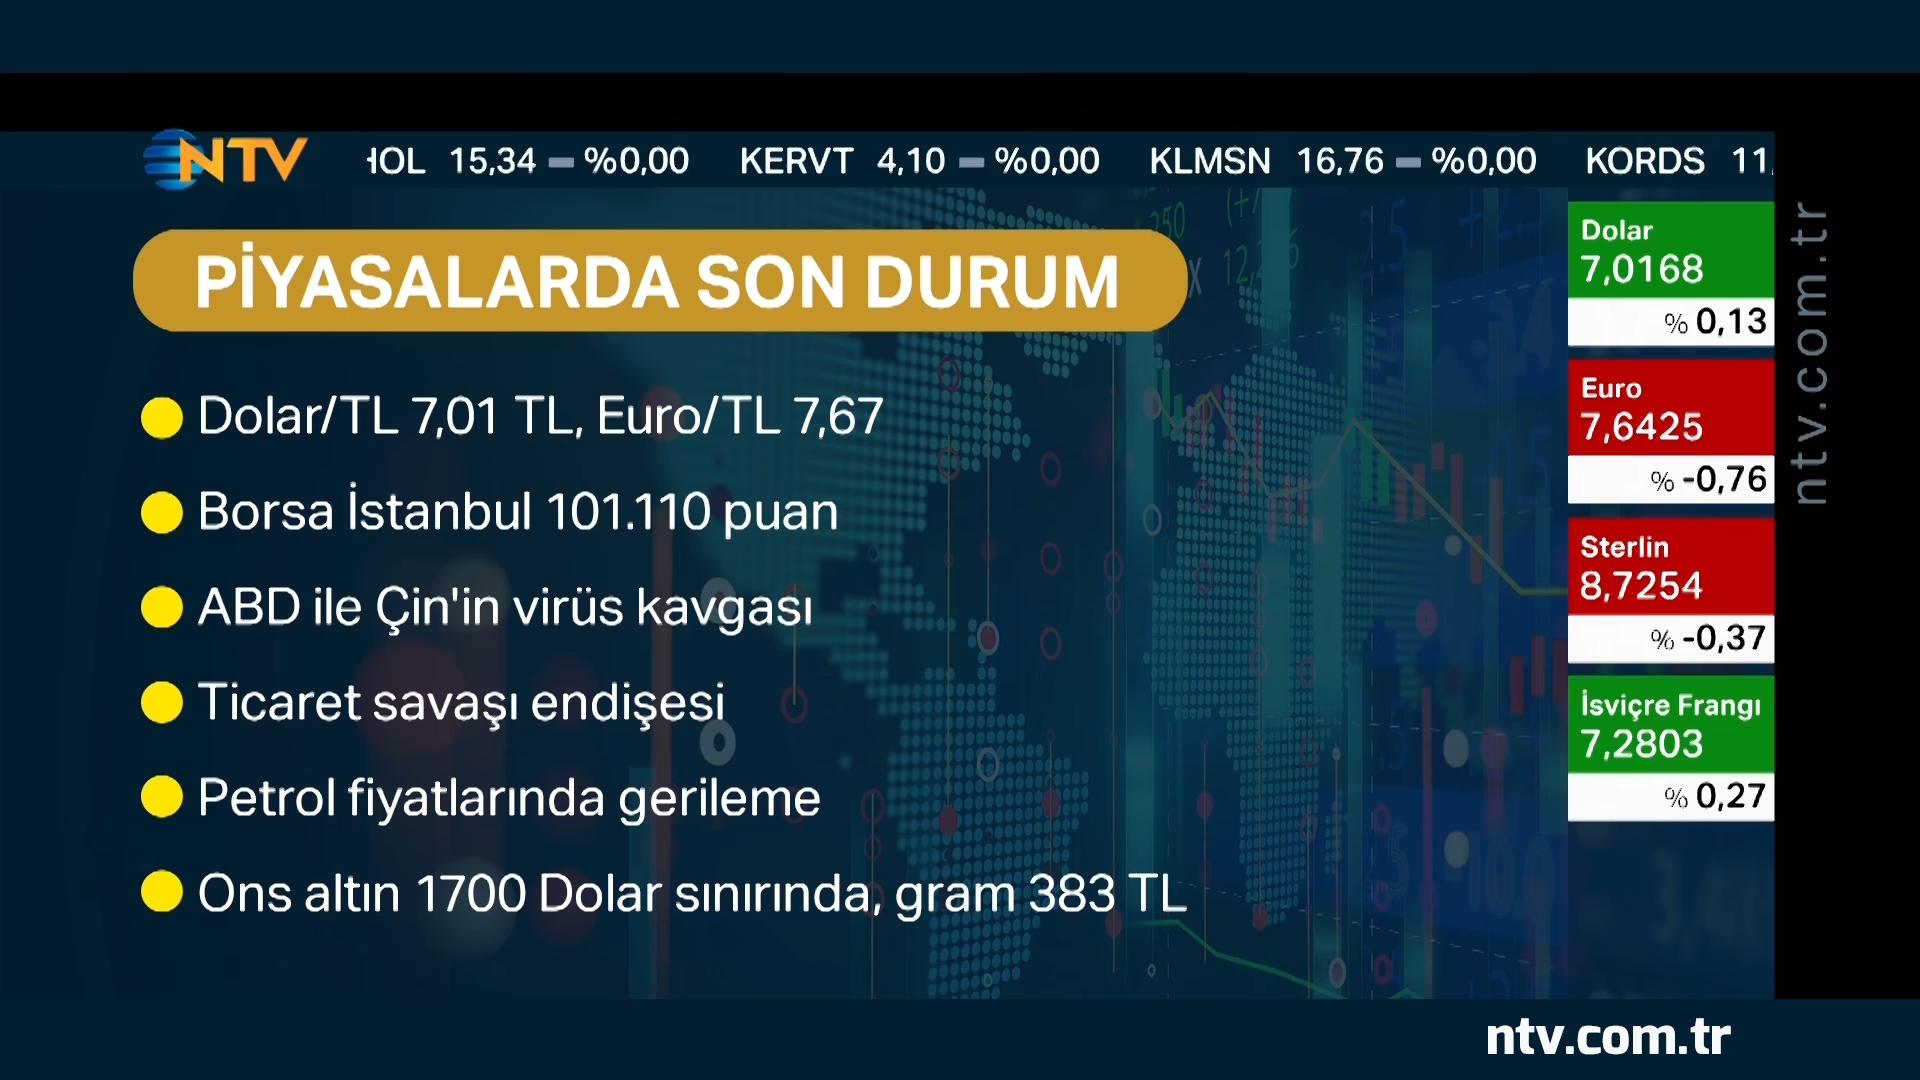 NTV
HOL 15,34 %0,00 KERVT 4,10 %0,00 KLMSN 16,76 %0,00 KORDS 11,
PİYASALARDA SON DURUM
Dolar/TL 7,01 TL, Euro/TL 7,67
Borsa İstanbul 101.110 puan
ABD ile Çin'in virüs kavgası
Ticaret savaşı endişesi
Petrol fiyatlarında gerileme
Ons altın 1700 Dolar sınırında, gram 383 TL
Dolar
7,0168
% 0,13
Euro
7,6425
% -0,76
Sterlin
8,7254
% -0,37
İsviçre Frangı
7,2803
% 0,27
ntv.com.tr
ntv.com.tr